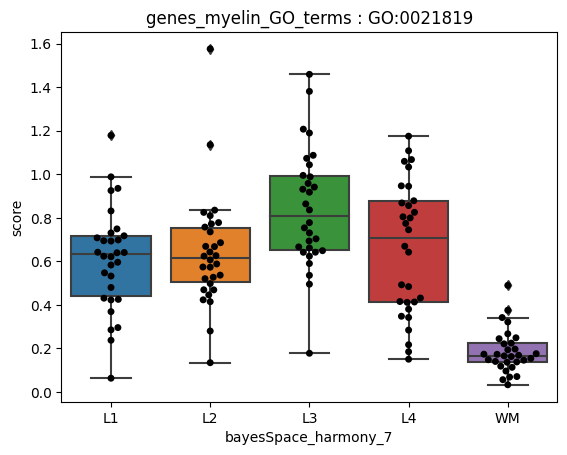 genes_myelin_GO_terms : GO:0021819
1.6
1.4
1.2
1.0
0.8
0.6
0.4
0.2
0.0
score
L1 L2 L3 L4 WM
bayesSpace_harmony_7